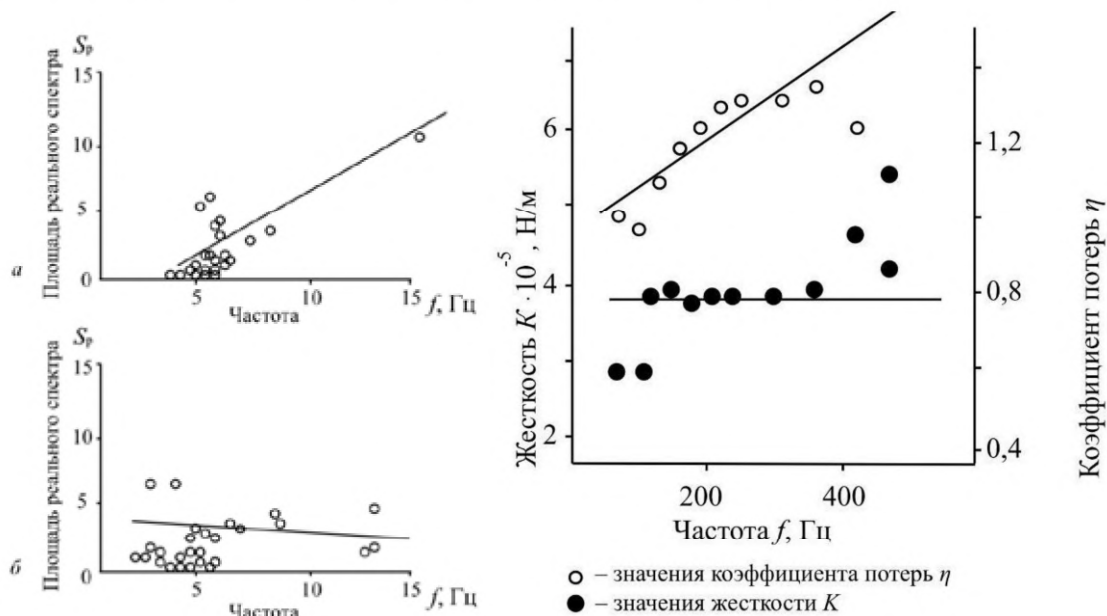 Sр
15
10
5
0
Площадь реального спектра
а
5
10
15
f, Гц
Частота
Sр
15
10
5
0
Площадь реального спектра
б
5
10
15
f, Гц
Частота
6
4
2
Жесткость K · 10⁻⁵, Н/м
200
400
Частота f, Гц
1,2
0,8
0,4
Коэффициент потерь η
– значения коэффициента потерь η
– значения жесткости K